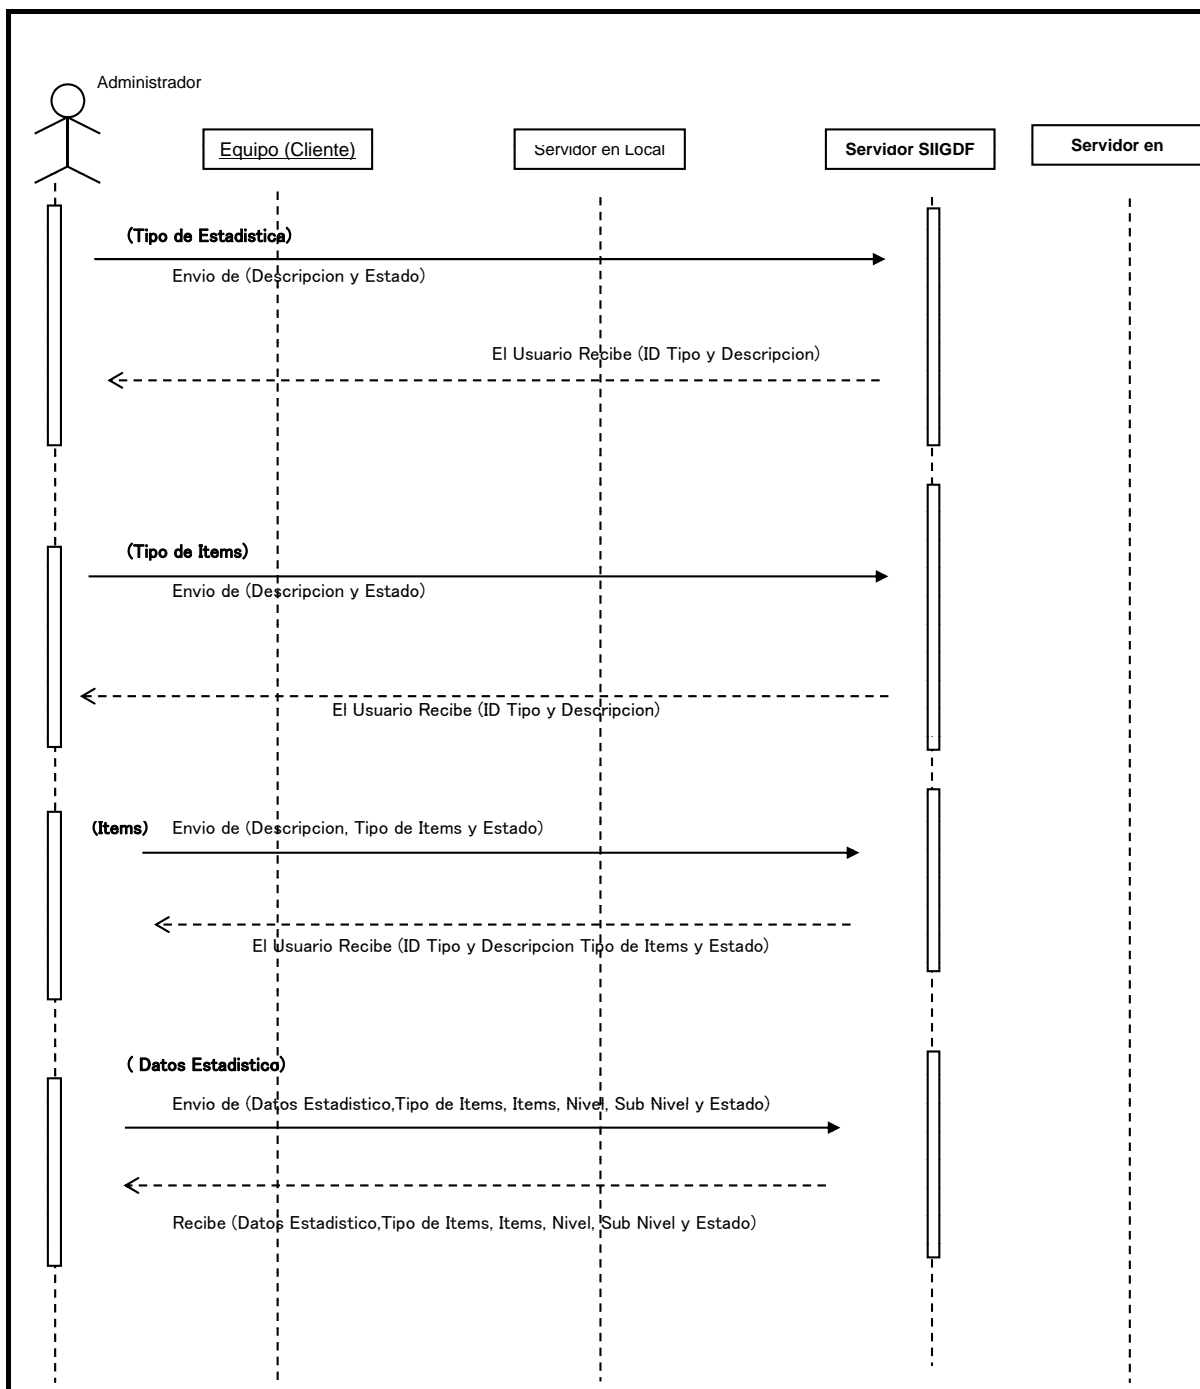 Administrador
Equipo (Cliente)
Servidor en Local
Servidor SIIGDF
Servidor en
(Tipo de Estadistica)
Envio de (Descripcion y Estado)
El Usuario Recibe (ID Tipo y Descripcion)
(Tipo de Items)
Envio de (Descripcion y Estado)
El Usuario Recibe (ID Tipo y Descripcion)
(Items) Envio de (Descripcion, Tipo de Items y Estado)
El Usuario Recibe (ID Tipo y Descripcion Tipo de Items y Estado)
( Datos Estadistico)
Envio de (Datos Estadistico,Tipo de Items, Items, Nivel, Sub Nivel y Estado)
Recibe (Datos Estadistico,Tipo de Items, Items, Nivel, Sub Nivel y Estado)